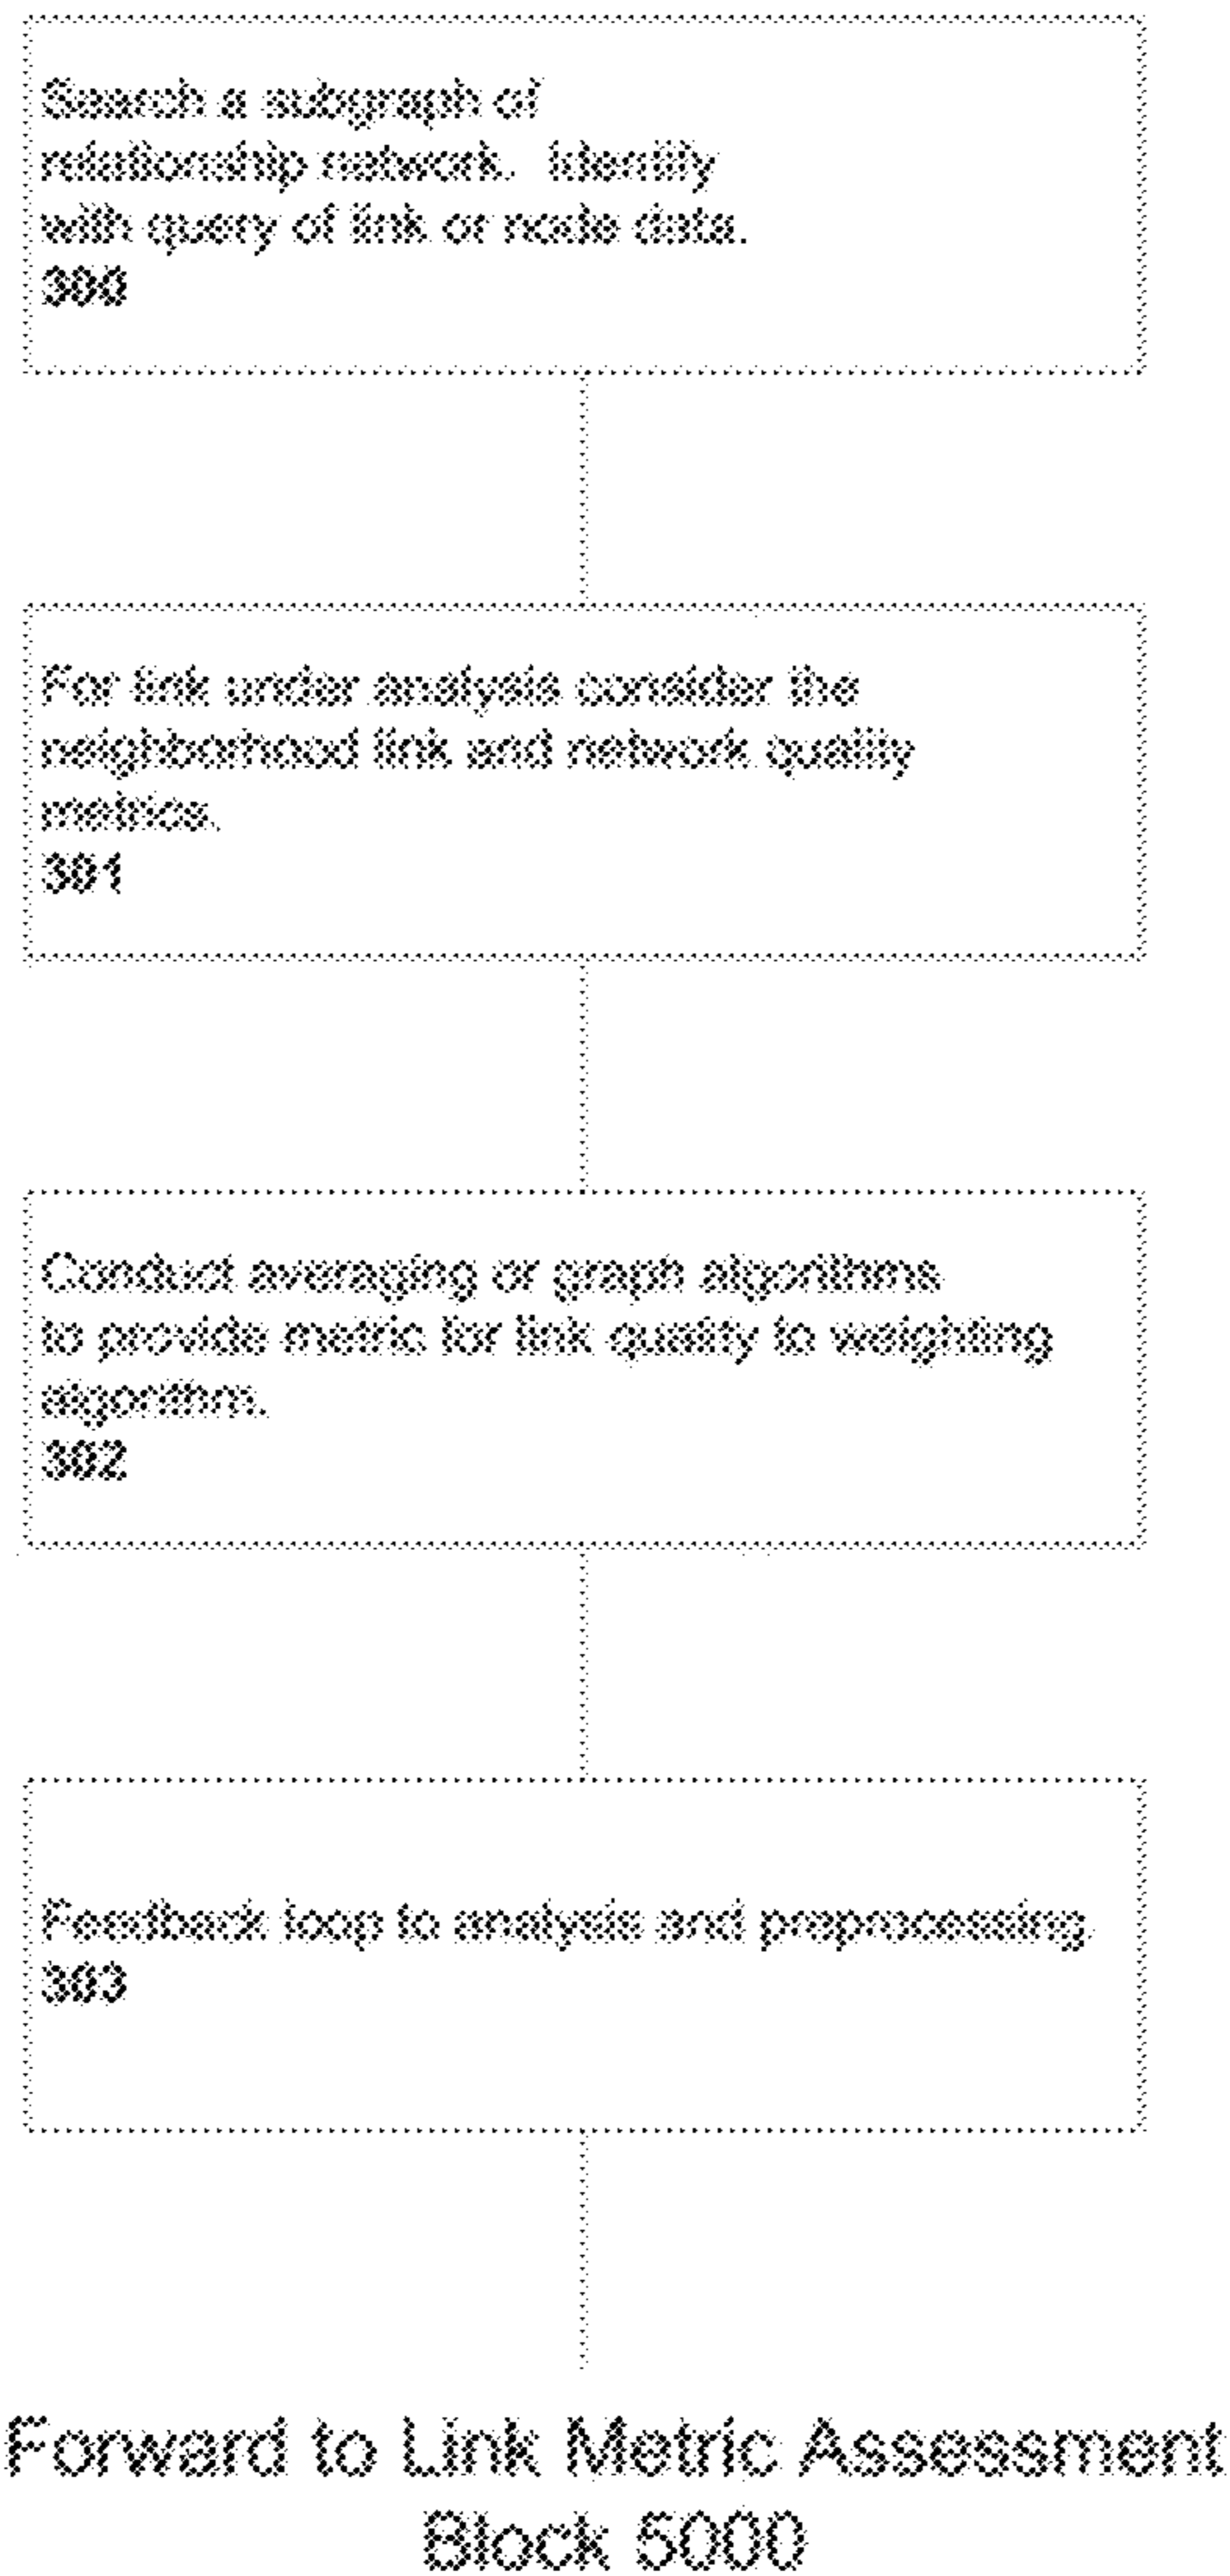 Search a subgraph of
relationship network. Identify
with query of link or node data.
300
For link under analysis consider the
neighborhood link and network quality
metrics.
301
Conduct averaging or graph algorithms
to provide metric for link quality to weighting
algorithm.
302
Feedback loop to analysis and preprocessing.
303
Forward to Link Metric Assessment
Block 5000